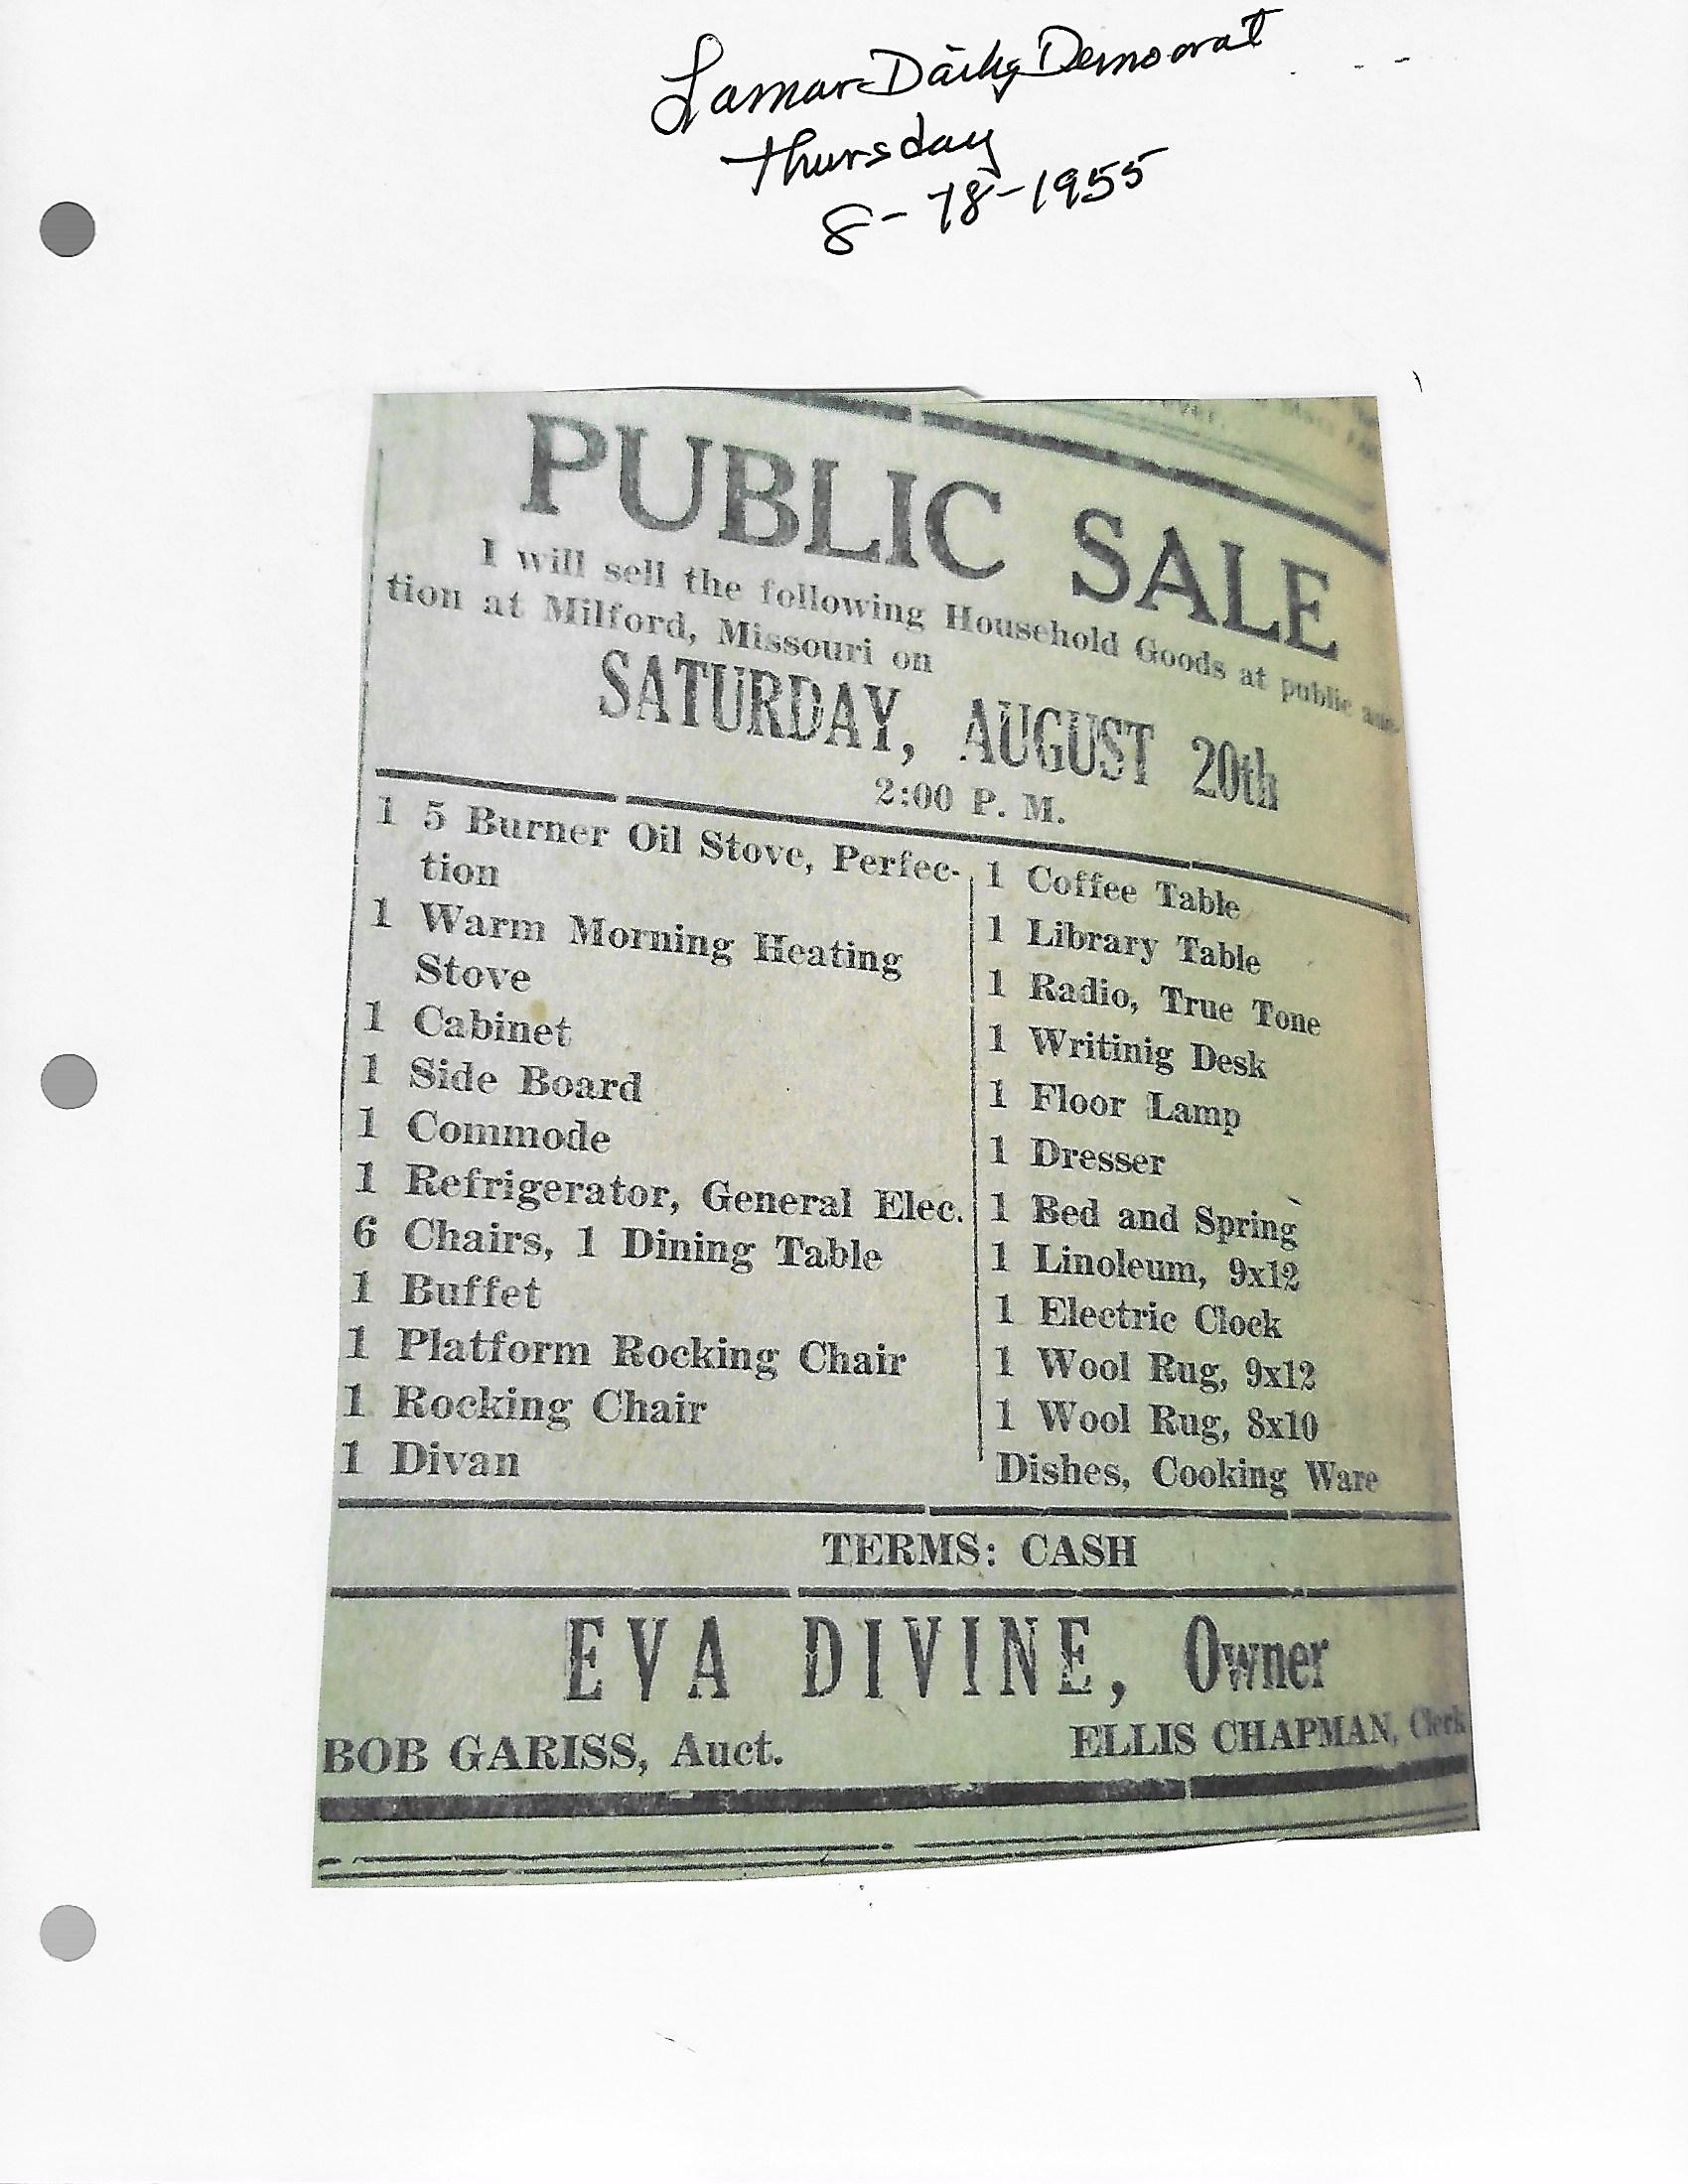 Lamar Daily Democrat
Thursday
8-18-1955
PUBLIC SALE
I will sell the following Household Goods at public auc-
tion at Milford, Missouri on
SATURDAY, AUGUST 20th
2:00 P. M.
1 5 Burner Oil Stove, Perfec-
tion
1 Warm Morning Heating
Stove
1 Cabinet
1 Side Board
1 Commode
1 Refrigerator, General Elec.
6 Chairs, 1 Dining Table
1 Buffet
1 Platform Rocking Chair
1 Rocking Chair
1 Divan
1 Coffee Table
1 Library Table
1 Radio, True Tone
1 Writinig Desk
1 Floor Lamp
1 Dresser
1 Bed and Spring
1 Linoleum, 9x12
1 Electric Clock
1 Wool Rug, 9x12
1 Wool Rug, 8x10
Dishes, Cooking Ware
TERMS: CASH
EVA DIVINE, Owner
BOB GARISS, Auct.
ELLIS CHAPMAN, Clerk